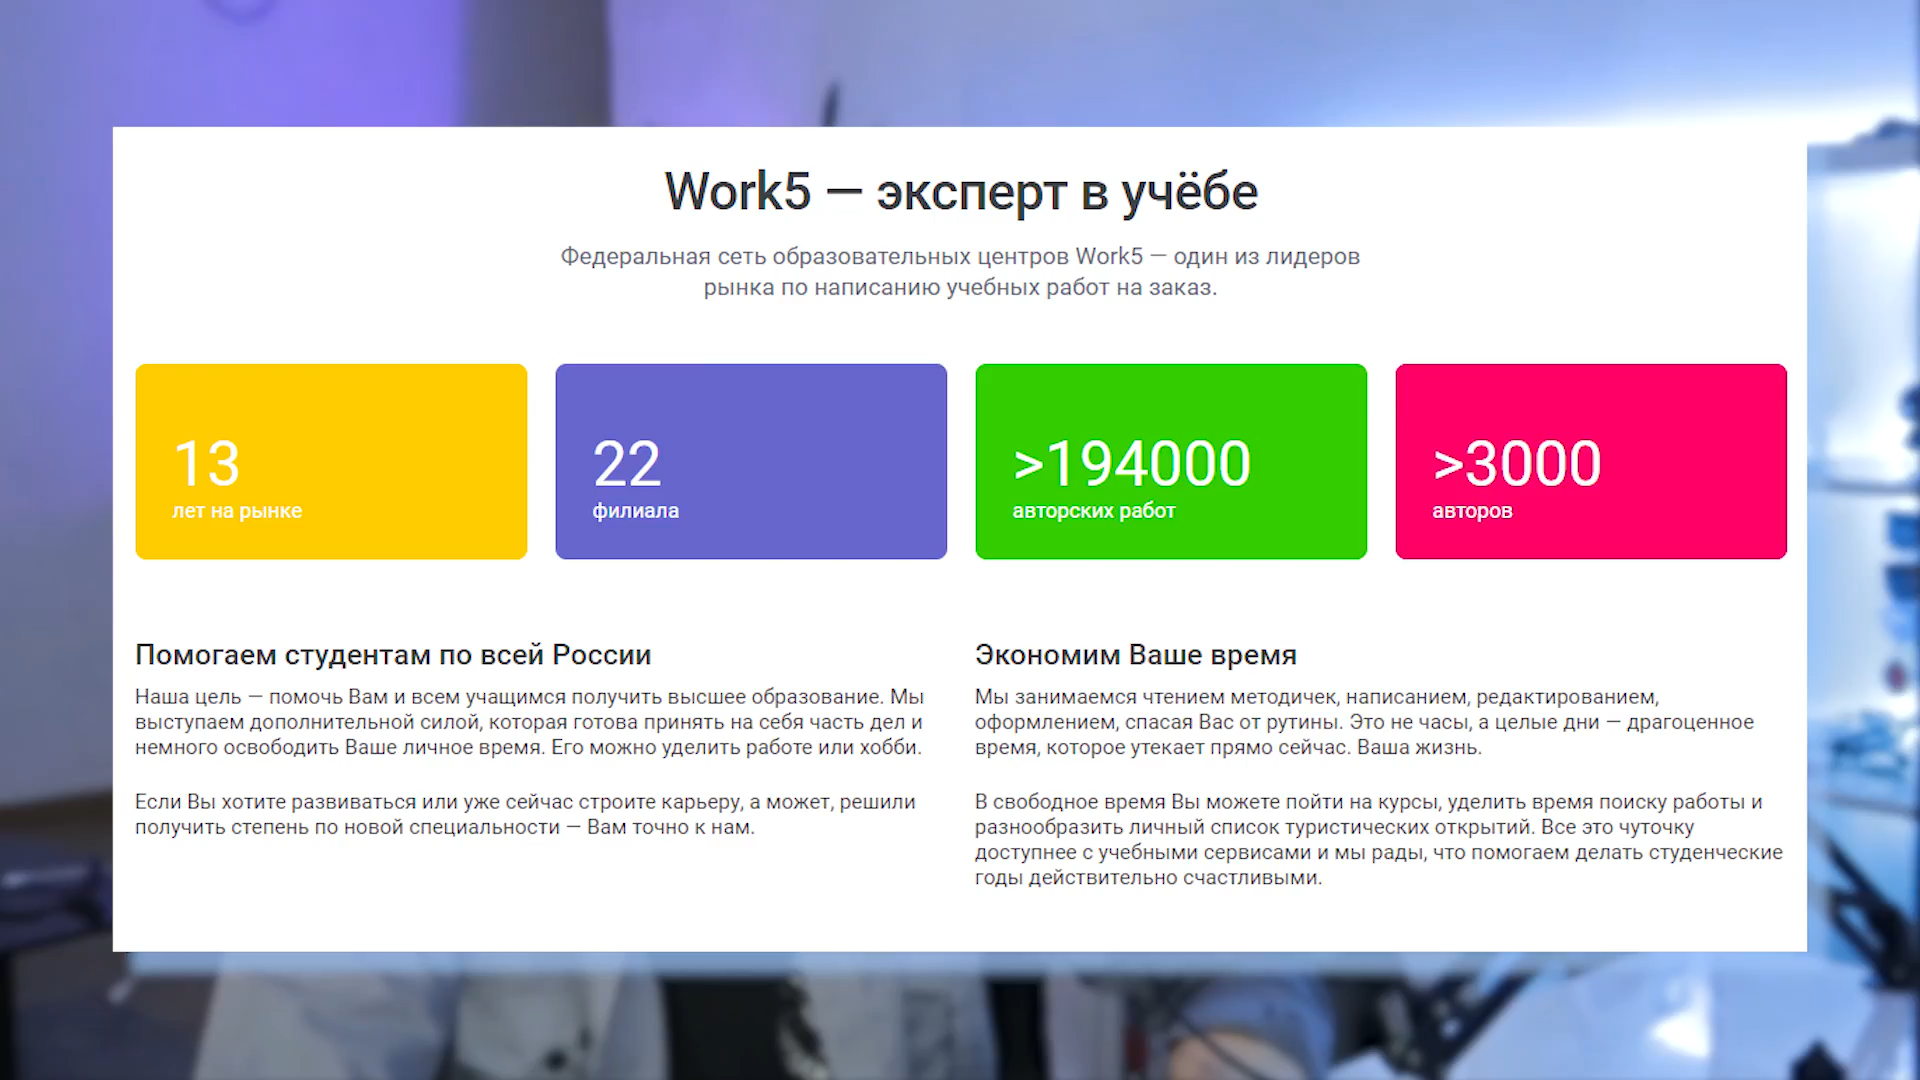 Work5 — эксперт в учёбе
Федеральная сеть образовательных центров Work5 — один из лидеров
рынка по написанию учебных работ на заказ.
13
лет на рынке
22
филиала
>194000
авторских работ
>3000
авторов
Помогаем студентам по всей России
Наша цель — помочь Вам и всем учащимся получить высшее образование. Мы
выступаем дополнительной силой, которая готова принять на себя часть дел и
немного освободить Ваше личное время. Его можно уделить работе или хобби.
Если Вы хотите развиваться или уже сейчас строите карьеру, а может, решили
получить степень по новой специальности — Вам точно к нам.
Экономим Ваше время
Мы занимаемся чтением методичек, написанием, редактированием,
оформлением, спасая Вас от рутины. Это не часы, а целые дни — драгоценное
время, которое утекает прямо сейчас. Ваша жизнь.
В свободное время Вы можете пойти на курсы, уделить время поиску работы и
разнообразить личный список туристических открытий. Все это чуточку
доступнее с учебными сервисами и мы рады, что помогаем делать студенческие
годы действительно счастливыми.